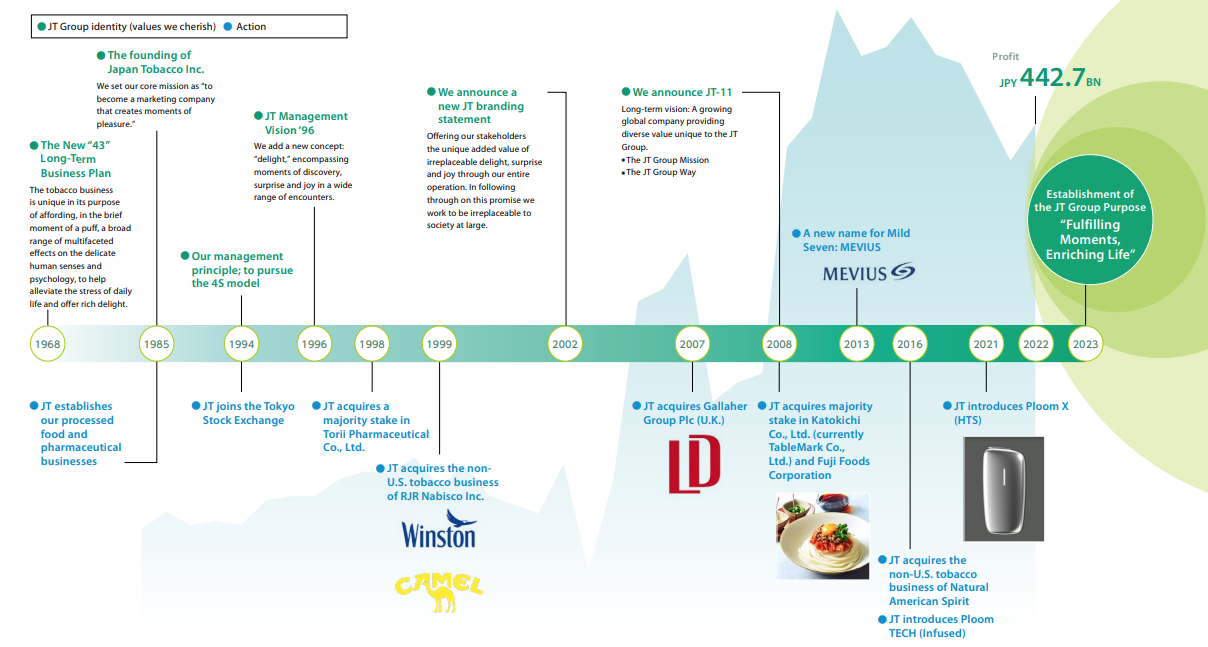 JT Group identity (values we cherish)
Action
The founding of
Japan Tobacco Inc.
We set our core mission as “to
become a marketing company
that creates moments of
pleasure.”
The New “43”
Long-Term
Business Plan
The tobacco business
is unique in its purpose
of affording, in the brief
moment of a puff, a broad
range of multifaceted
effects on the delicate
human senses and
psychology, to help
alleviate the stress of daily
life and offer rich delight.
JT Management
Vision ’96
We add a new concept:
“delight,” encompassing
moments of discovery,
surprise and joy in a wide
range of encounters.
Our management
principle; to pursue
the 4S model
We announce a
new JT branding
statement
Offering our stakeholders
the unique added value of
irreplaceable delight, surprise
and joy through our entire
operation. In following
through on this promise we
work to be irreplaceable to
society at large.
We announce JT-11
Long-term vision: A growing
global company providing
diverse value unique to the JT
Group.
•The JT Group Mission
•The JT Group Way
A new name for Mild
Seven: MEVIUS
MEVIUS
Profit
JPY 442.7 BN
Establishment of
the JT Group Purpose
“Fulfilling
Moments,
Enriching Life”
1968
1985
1994
1996
1998
1999
2002
2007
2008
2013
2016
2021
2022
2023
JT establishes
our processed
food and
pharmaceutical
businesses
JT joins the Tokyo
Stock Exchange
JT acquires a
majority stake in
Torii Pharmaceutical
Co., Ltd.
JT acquires the non-
U.S. tobacco business
of RJR Nabisco Inc.
Winston
CAMEL
JT acquires Gallaher
Group Plc (U.K.)
LD
JT acquires majority
stake in Katokichi
Co., Ltd. (currently
TableMark Co.,
Ltd.) and Fuji Foods
Corporation
JT acquires the
non-U.S. tobacco
business of Natural
American Spirit
JT introduces Ploom
TECH (Infused)
JT introduces Ploom X
(HTS)